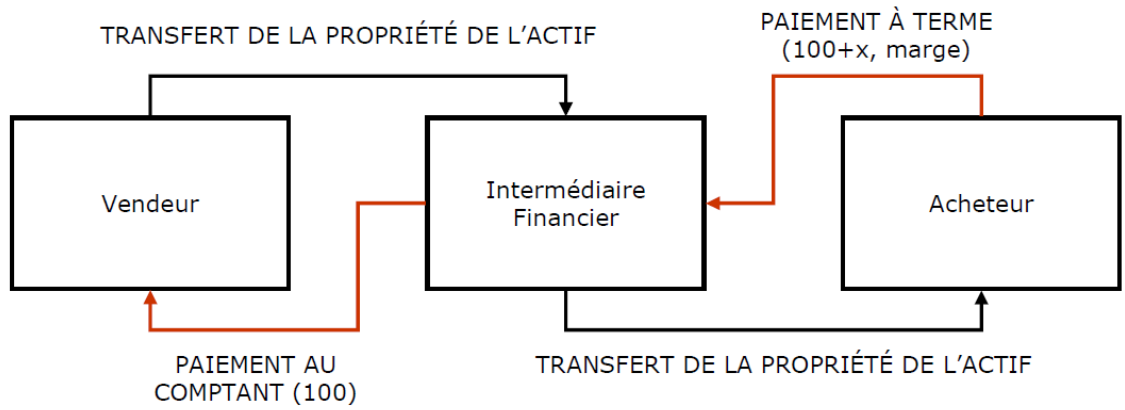 TRANSFERT DE LA PROPRIÉTÉ DE L'ACTIF
PAIEMENT À TERME
(100+x, marge)
Vendeur
Intermédiaire
Financier
Acheteur
PAIEMENT AU
COMPTANT (100)
TRANSFERT DE LA PROPRIÉTÉ DE L'ACTIF